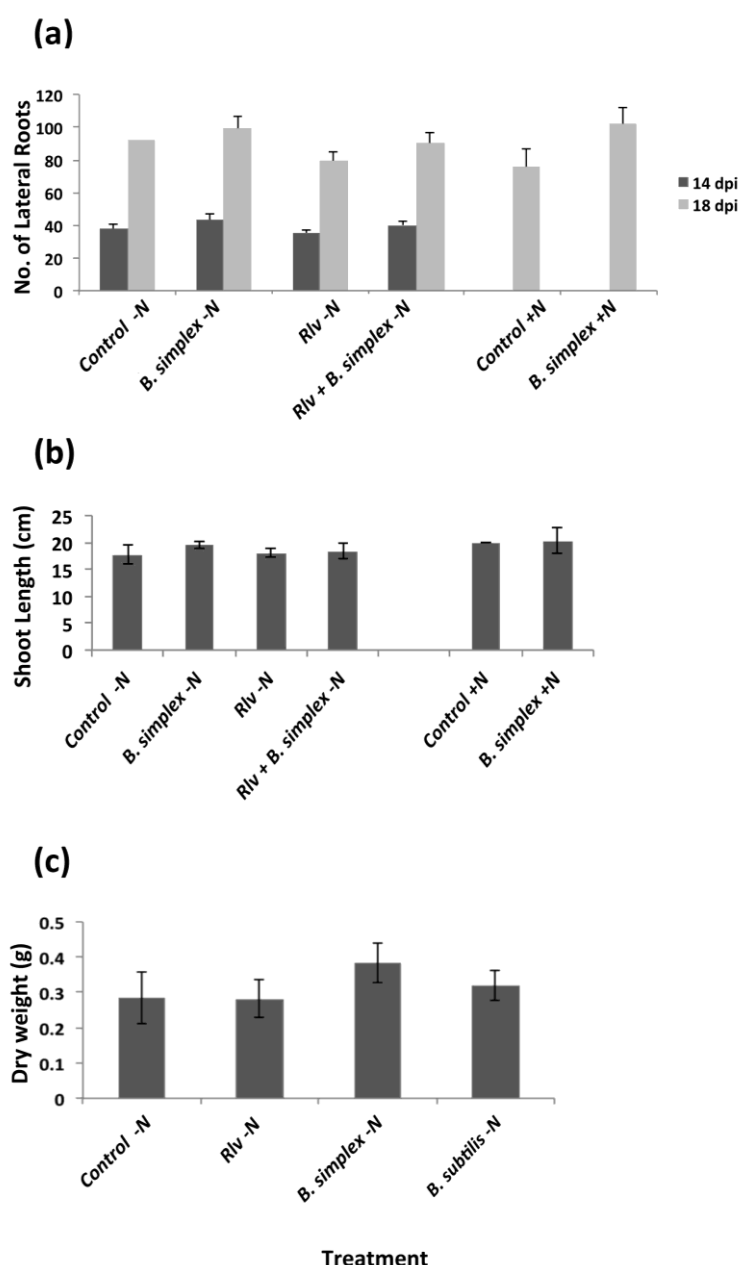 (a)
No. of Lateral Roots
120
100
80
60
40
20
0
14 dpi
18 dpi
Control -N
B. simplex -N
Rlv -N
Rlv + B. simplex -N
Control +N
B. simplex +N
(b)
Shoot Length (cm)
25
20
15
10
5
0
Control -N
B. simplex -N
Rlv -N
Rlv + B. simplex -N
Control +N
B. simplex +N
(c)
Dry weight (g)
0.5
0.4
0.3
0.2
0.1
0
Control -N
Rlv -N
B. simplex -N
B. subtilis -N
Treatment